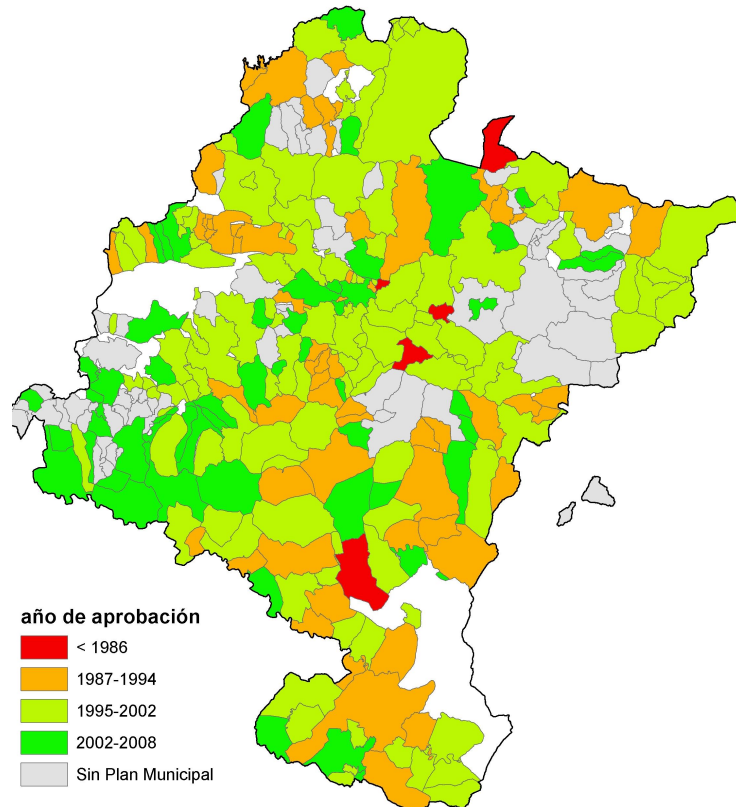 año de aprobación
< 1986
1987-1994
1995-2002
2002-2008
Sin Plan Municipal